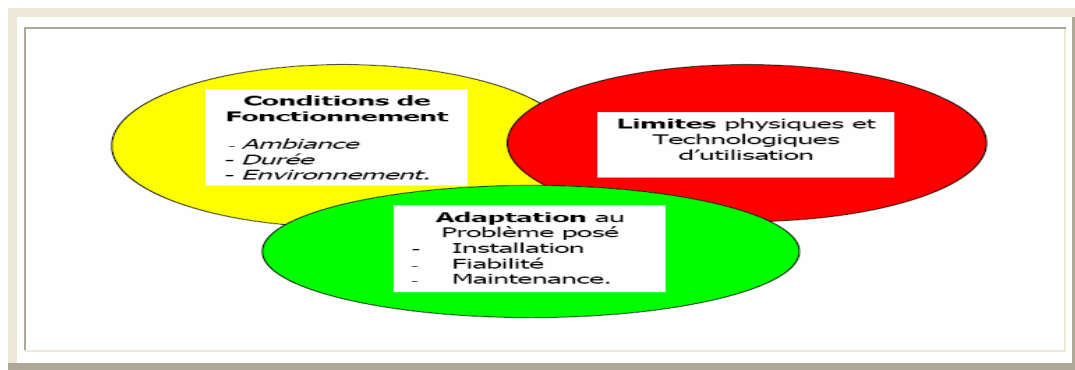 Conditions de
Fonctionnement
- Ambiance
- Durée
- Environnement.
Limites physiques et
Technologiques
d'utilisation
Adaptation au
Problème posé
- Installation
- Fiabilité
- Maintenance.